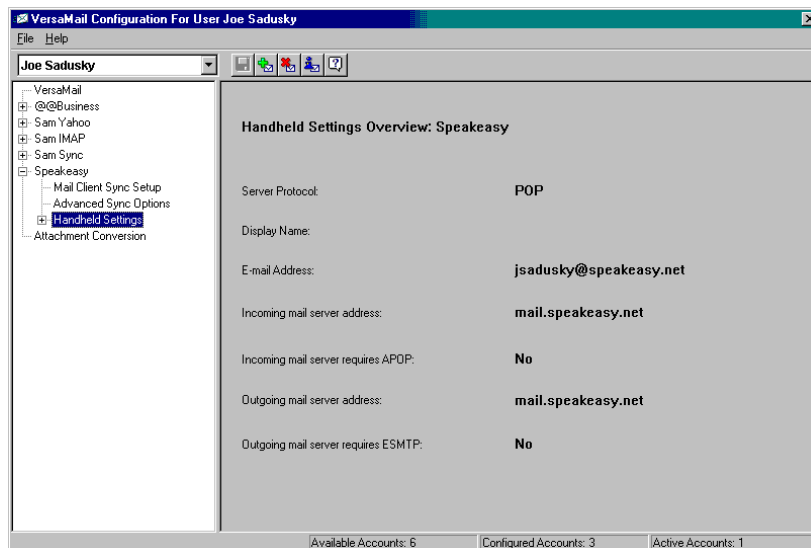 VersaMail Configuration For User Joe Sadusky
File Help
Joe Sadusky
VersaMail
@@Business
Sam Yahoo
Sam IMAP
Sam Sync
Speakeasy
Mail Client Sync Setup
Advanced Sync Options
Handheld Settings
Attachment Conversion
Handheld Settings Overview: Speakeasy
Server Protocol: POP
Display Name:
E-mail Address: jsadusky@speakeasy.net
Incoming mail server address: mail.speakeasy.net
Incoming mail server requires APOP: No
Outgoing mail server address: mail.speakeasy.net
Outgoing mail server requires ESMTP: No
Available Accounts: 6 Configured Accounts: 3 Active Accounts: 1